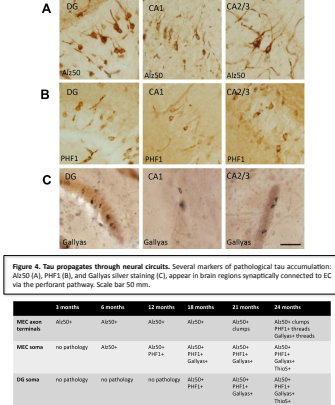 A
DG
CA1
CA2/3
Alz50
Alz50
Alz50
B
DG
CA1
CA2/3
PHF1
PHF1
PHF1
C
DG
CA1
CA2/3
Gallyas
Gallyas
Gallyas
Figure 4. Tau propagates through neural circuits. Several markers of pathological tau accumulation:
Alz50 (A), PHF1 (B), and Gallyas silver staining (C), appear in brain regions synaptically connected to EC
via the perforant pathway. Scale bar 50 mm.
3 months 6 months 12 months 18 months 21 months 24 months
MEC axon Alz50+ Alz50+ Alz50+ Alz50+ Alz50+ Alz50+ clumps
terminals clumps PHF1+ threads
Gallyas+ threads
MEC soma no pathology Alz50+ Alz50+ Alz50+ Alz50+ Alz50+
PHF1+ PHF1+ PHF1+ PHF1+
Gallyas+ Gallyas+ Gallyas+
ThioS+
DG soma no pathology no pathology no pathology Alz50+ Alz50+ Alz50+
PHF1+ PHF1+ PHF1+
Gallyas+ Gallyas+
ThioS+